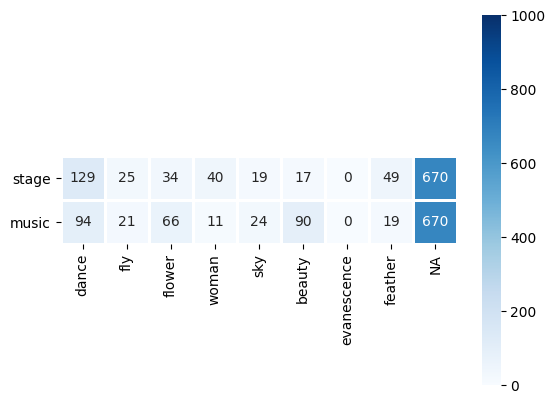 1000
800
600
400
200
0
stage 129 25 34 40 19 17 0 49 670
music 94 21 66 11 24 90 0 19 670
dance fly flower woman sky beauty evanescence feather NA